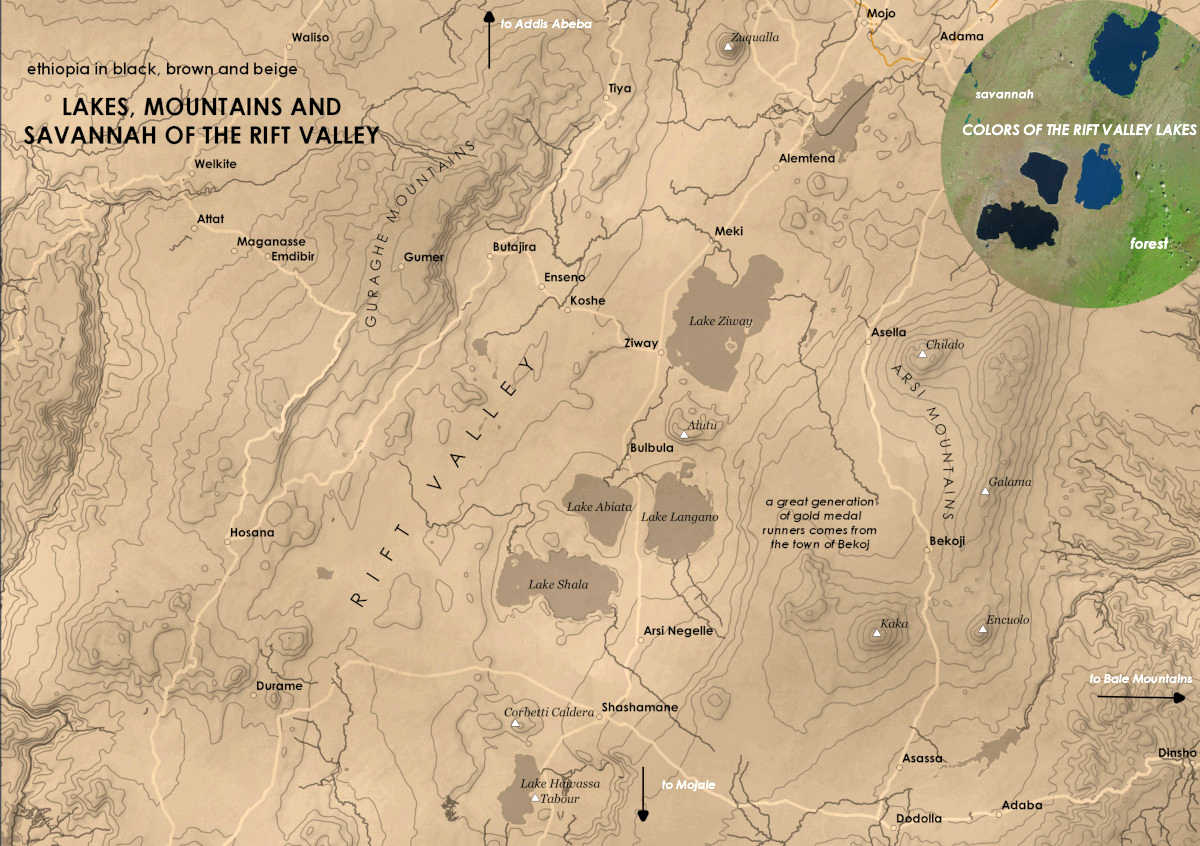 to Addis Abeba
Mojo
Waliso
Zuqualla
Adama
ethiopia in black, brown and beige
Tiya
savannah
LAKES, MOUNTAINS AND
SAVANNAH OF THE RIFT VALLEY
COLORS OF THE RIFT VALLEY LAKES
Welkite
Alemtena
GURAGHE MOUNTAINS
Attat
Meki
Maganasse
Emdibir
Gumer
Butajira
forest
Enseno
Koshe
Lake Ziway
Asella
Ziway
Chilalo
ARSI MOUNTAINS
RIFT VALLEY
Alutu
Bulbula
Galama
Lake Abiata
Lake Langano
a great generation
of gold medal
runners comes from
the town of Bekoj
Hosana
Bekoji
Lake Shala
Arsi Negelle
Kaka
Encuolo
Durame
to Bale Mountains
Shashamane
Corbetti Caldera
Dinsho
Asassa
Lake Hawassa
Tabour
to Mojale
Adaba
Dodolla